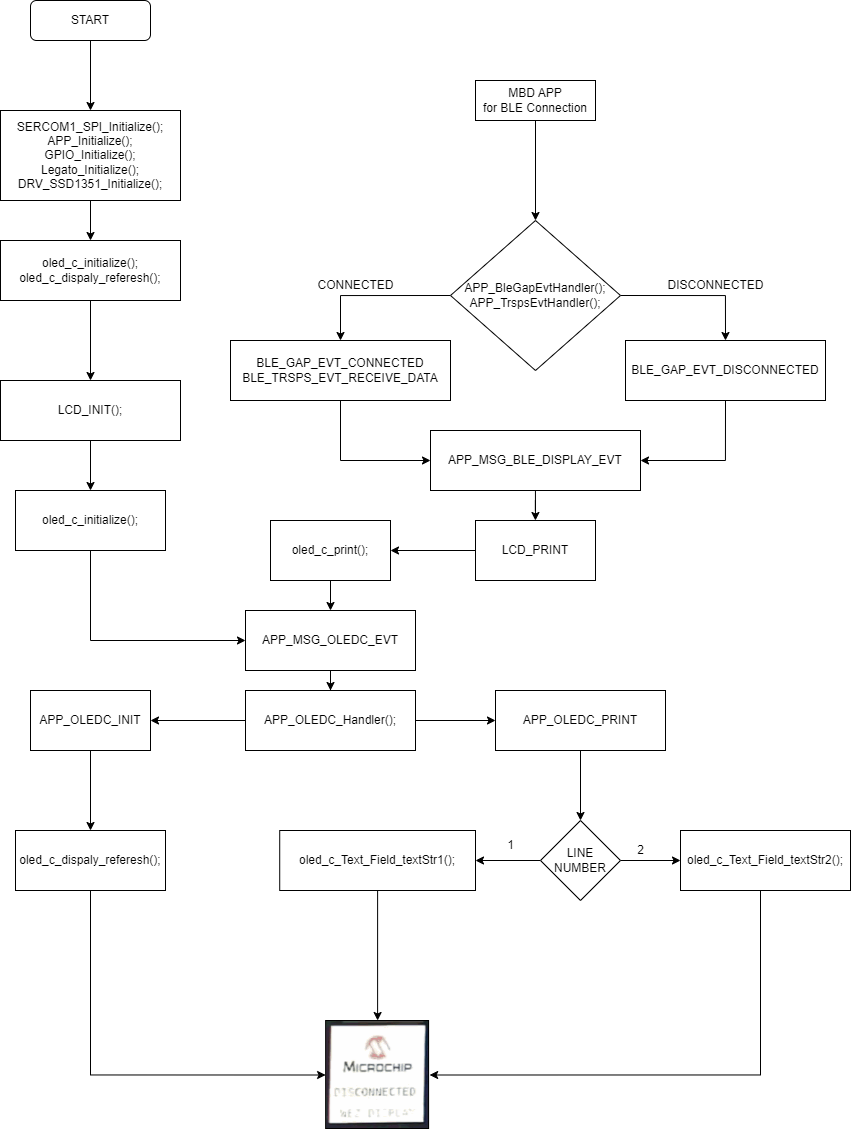 START
SERCOM1_SPI_Initialize();
APP_Initialize();
GPIO_Initialize();
Legato_Initialize();
DRV_SSD1351_Initialize();
oled_c_initialize();
oled_c_dispaly_referesh();
LCD_INIT();
oled_c_initialize();
MBD APP
for BLE Connection
APP_BleGapEvtHandler();
APP_TrspsEvtHandler();
CONNECTED
DISCONNECTED
BLE_GAP_EVT_CONNECTED
BLE_TRSPS_EVT_RECEIVE_DATA
BLE_GAP_EVT_DISCONNECTED
APP_MSG_BLE_DISPLAY_EVT
LCD_PRINT
oled_c_print();
APP_MSG_OLEDC_EVT
APP_OLEDC_Handler();
APP_OLEDC_INIT
APP_OLEDC_PRINT
oled_c_dispaly_referesh();
LINE
NUMBER
1
2
oled_c_Text_Field_textStr1();
oled_c_Text_Field_textStr2();
MICROCHIP
DISCONNECTED
DISPLAY